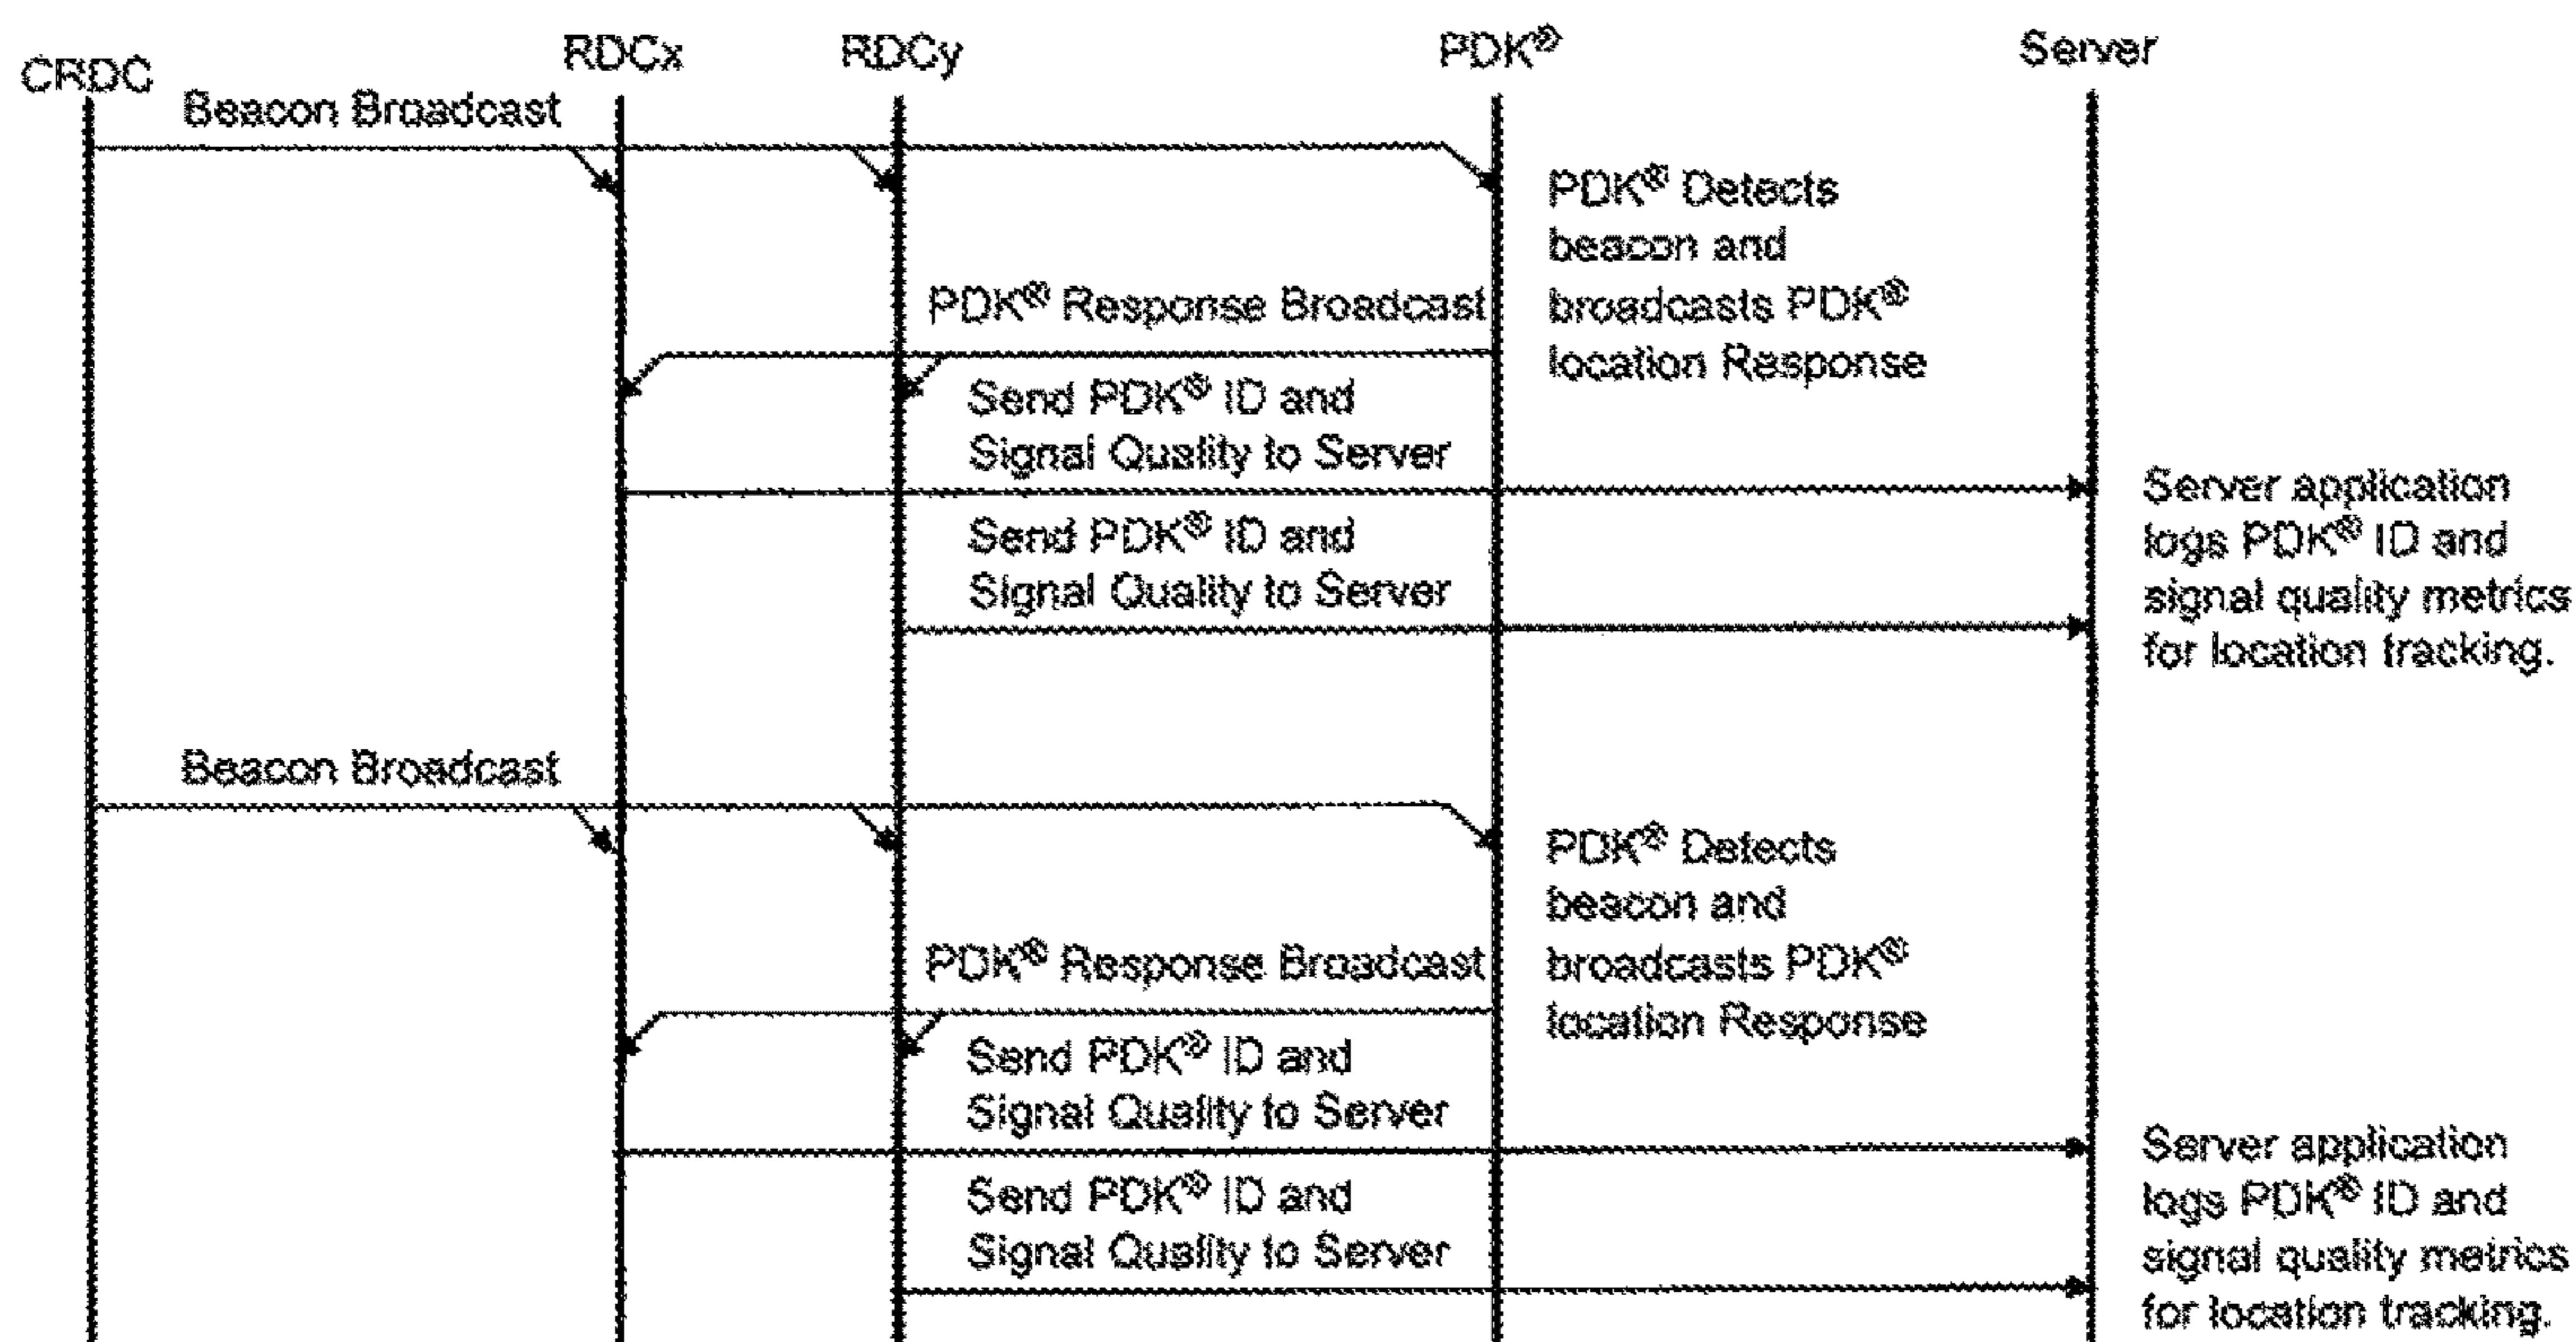 CRDC
RDCx
RDCy
PDK®
Server
Beacon Broadcast
PDK® Detects
beacon and
broadcasts PDK®
location Response
PDK® Response Broadcast
Send PDK® ID and
Signal Quality to Server
Send PDK® ID and
Signal Quality to Server
Server application
logs PDK® ID and
signal quality metrics
for location tracking.
Beacon Broadcast
PDK® Detects
beacon and
broadcasts PDK®
location Response
PDK® Response Broadcast
Send PDK® ID and
Signal Quality to Server
Send PDK® ID and
Signal Quality to Server
Server application
logs PDK® ID and
signal quality metrics
for location tracking.